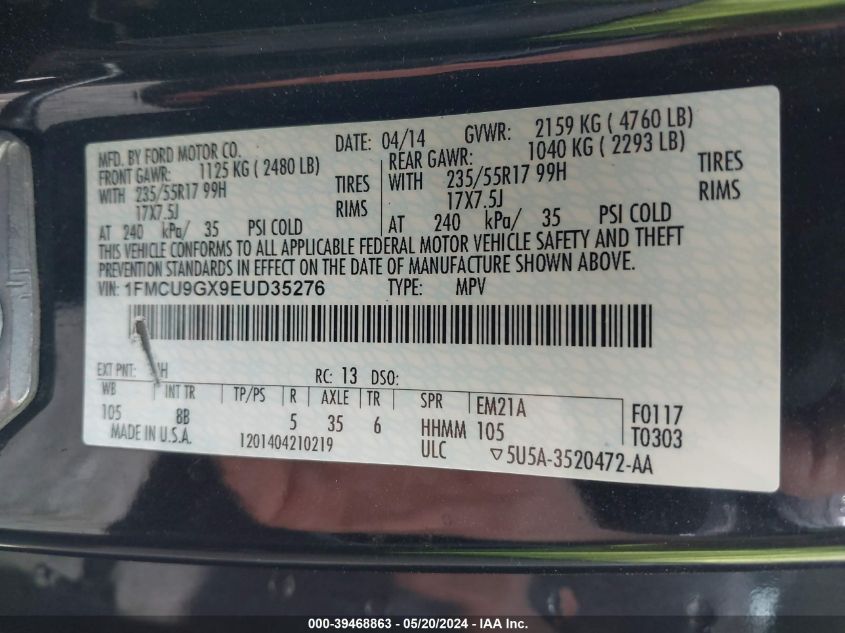 MFD. BY FORD MOTOR CO.
DATE: 04/14 GVWR: 2159 KG ( 4760 LB)
FRONT GAWR: 1125 KG ( 2480 LB)
WITH 235/55R17 99H TIRES
17X7.5J RIMS
AT 240 kPa/ 35 PSI COLD
REAR GAWR: 1040 KG ( 2293 LB)
WITH 235/55R17 99H TIRES
17X7.5J RIMS
AT 240 kPa/ 35 PSI COLD
THIS VEHICLE CONFORMS TO ALL APPLICABLE FEDERAL MOTOR VEHICLE SAFETY AND THEFT
PREVENTION STANDARDS IN EFFECT ON THE DATE OF MANUFACTURE SHOWN ABOVE.
VIN: 1FMCU9GX9EUD35276 TYPE: MPV
EXT PNT: RC: 13 DSO:
WB INT TR TP/PS R AXLE TR SPR EM21A F0117
105 8B 5 35 6 HHMM 105 T0303
MADE IN U.S.A. 1201404210219 ULC ▽5U5A-3520472-AA
000-39468863 - 05/20/2024 - IAA Inc.